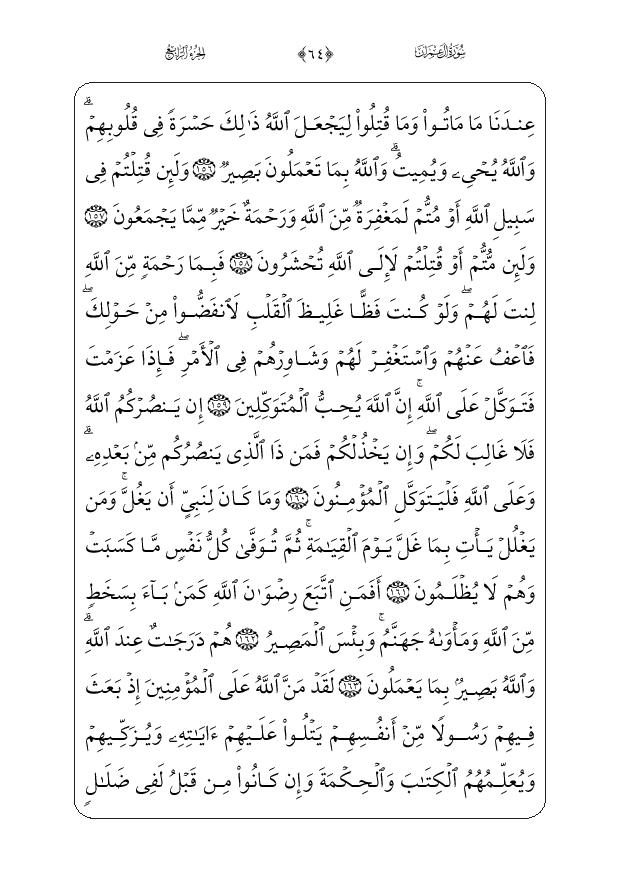 سُورَةُ آلِ عِمۡرَان ﴿٦٤﴾ الجُزْءُ الرَّابِعُ
عِندَنَا مَا مَاتُواْ وَمَا قُتِلُواْ لِيَجۡعَلَ ٱللَّهُ ذَٰلِكَ حَسۡرَةٗ فِي قُلُوبِهِمۡۗ
وَٱللَّهُ يُحۡيِۦ وَيُمِيتُۗ وَٱللَّهُ بِمَا تَعۡمَلُونَ بَصِيرٞ ١٥٦ وَلَئِن قُتِلۡتُمۡ فِي
سَبِيلِ ٱللَّهِ أَوۡ مُتُّمۡ لَمَغۡفِرَةٞ مِّنَ ٱللَّهِ وَرَحۡمَةٌ خَيۡرٞ مِّمَّا يَجۡمَعُونَ ١٥٧
وَلَئِن مُّتُّمۡ أَوۡ قُتِلۡتُمۡ لَإِلَى ٱللَّهِ تُحۡشَرُونَ ١٥٨ فَبِمَا رَحۡمَةٖ مِّنَ ٱللَّهِ
لِنتَ لَهُمۡۖ وَلَوۡ كُنتَ فَظًّا غَلِيظَ ٱلۡقَلۡبِ لَٱنفَضُّواْ مِنۡ حَوۡلِكَۖ
فَٱعۡفُ عَنۡهُمۡ وَٱسۡتَغۡفِرۡ لَهُمۡ وَشَاوِرۡهُمۡ فِي ٱلۡأَمۡرِۖ فَإِذَا عَزَمۡتَ
فَتَوَكَّلۡ عَلَى ٱللَّهِۚ إِنَّ ٱللَّهَ يُحِبُّ ٱلۡمُتَوَكِّلِينَ ١٥٩ إِن يَنصُرۡكُمُ ٱللَّهُ
فَلَا غَالِبَ لَكُمۡۖ وَإِن يَخۡذُلۡكُمۡ فَمَن ذَا ٱلَّذِي يَنصُرُكُم مِّنۢ بَعۡدِهِۦۗ
وَعَلَى ٱللَّهِ فَلۡيَتَوَكَّلِ ٱلۡمُؤۡمِنُونَ ١٦٠ وَمَا كَانَ لِنَبِيٍّ أَن يَغُلَّۚ وَمَن
يَغۡلُلۡ يَأۡتِ بِمَا غَلَّ يَوۡمَ ٱلۡقِيَٰمَةِۚ ثُمَّ تُوَفَّىٰ كُلُّ نَفۡسٖ مَّا كَسَبَتۡ
وَهُمۡ لَا يُظۡلَمُونَ ١٦١ أَفَمَنِ ٱتَّبَعَ رِضۡوَٰنَ ٱللَّهِ كَمَنۢ بَآءَ بِسَخَطٖ
مِّنَ ٱللَّهِ وَمَأۡوَىٰهُ جَهَنَّمُۚ وَبِئۡسَ ٱلۡمَصِيرُ ١٦٢ هُمۡ دَرَجَٰتٌ عِندَ ٱللَّهِۗ
وَٱللَّهُ بَصِيرُۢ بِمَا يَعۡمَلُونَ ١٦٣ لَقَدۡ مَنَّ ٱللَّهُ عَلَى ٱلۡمُؤۡمِنِينَ إِذۡ بَعَثَ
فِيهِمۡ رَسُولٗا مِّنۡ أَنفُسِهِمۡ يَتۡلُواْ عَلَيۡهِمۡ ءَايَٰتِهِۦ وَيُزَكِّيهِمۡ
وَيُعَلِّمُهُمُ ٱلۡكِتَٰبَ وَٱلۡحِكۡمَةَ وَإِن كَانُواْ مِن قَبۡلُ لَفِي ضَلَٰلٖ